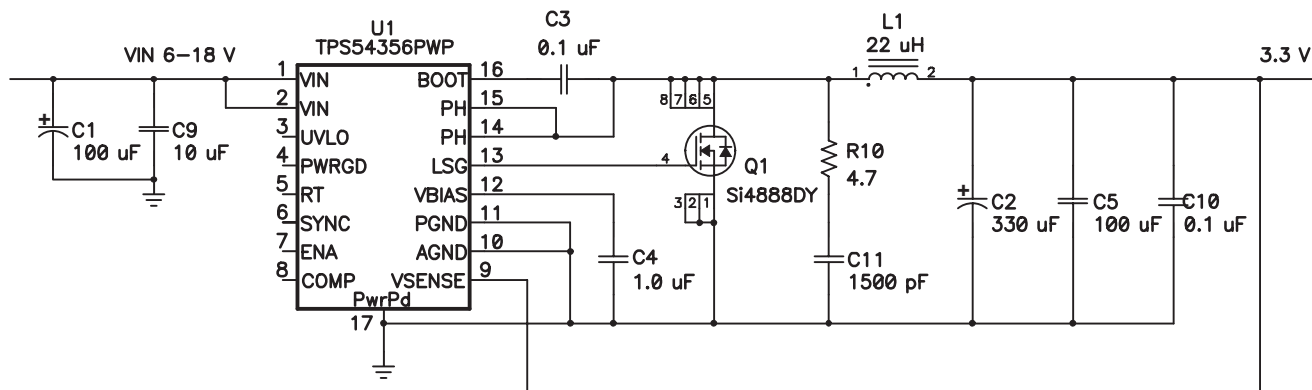 C3
0.1 uF
L1
22 uH
U1
TPS54356PWP
VIN 6-18 V
3.3 V
1 VIN
2 VIN
3 UVLO
4 PWRGD
5 RT
6 SYNC
7 ENA
8 COMP
BOOT 16
PH 15
PH 14
LSG 13
VBIAS 12
PGND 11
AGND 10
VSENSE 9
PwrPd
17
+
C1
100 uF
C9
10 uF
8 7 6 5
4
3 2 1
Q1
Si4888DY
1 2
R10
4.7
C4
1.0 uF
C11
1500 pF
+
C2
330 uF
C5
100 uF
C10
0.1 uF